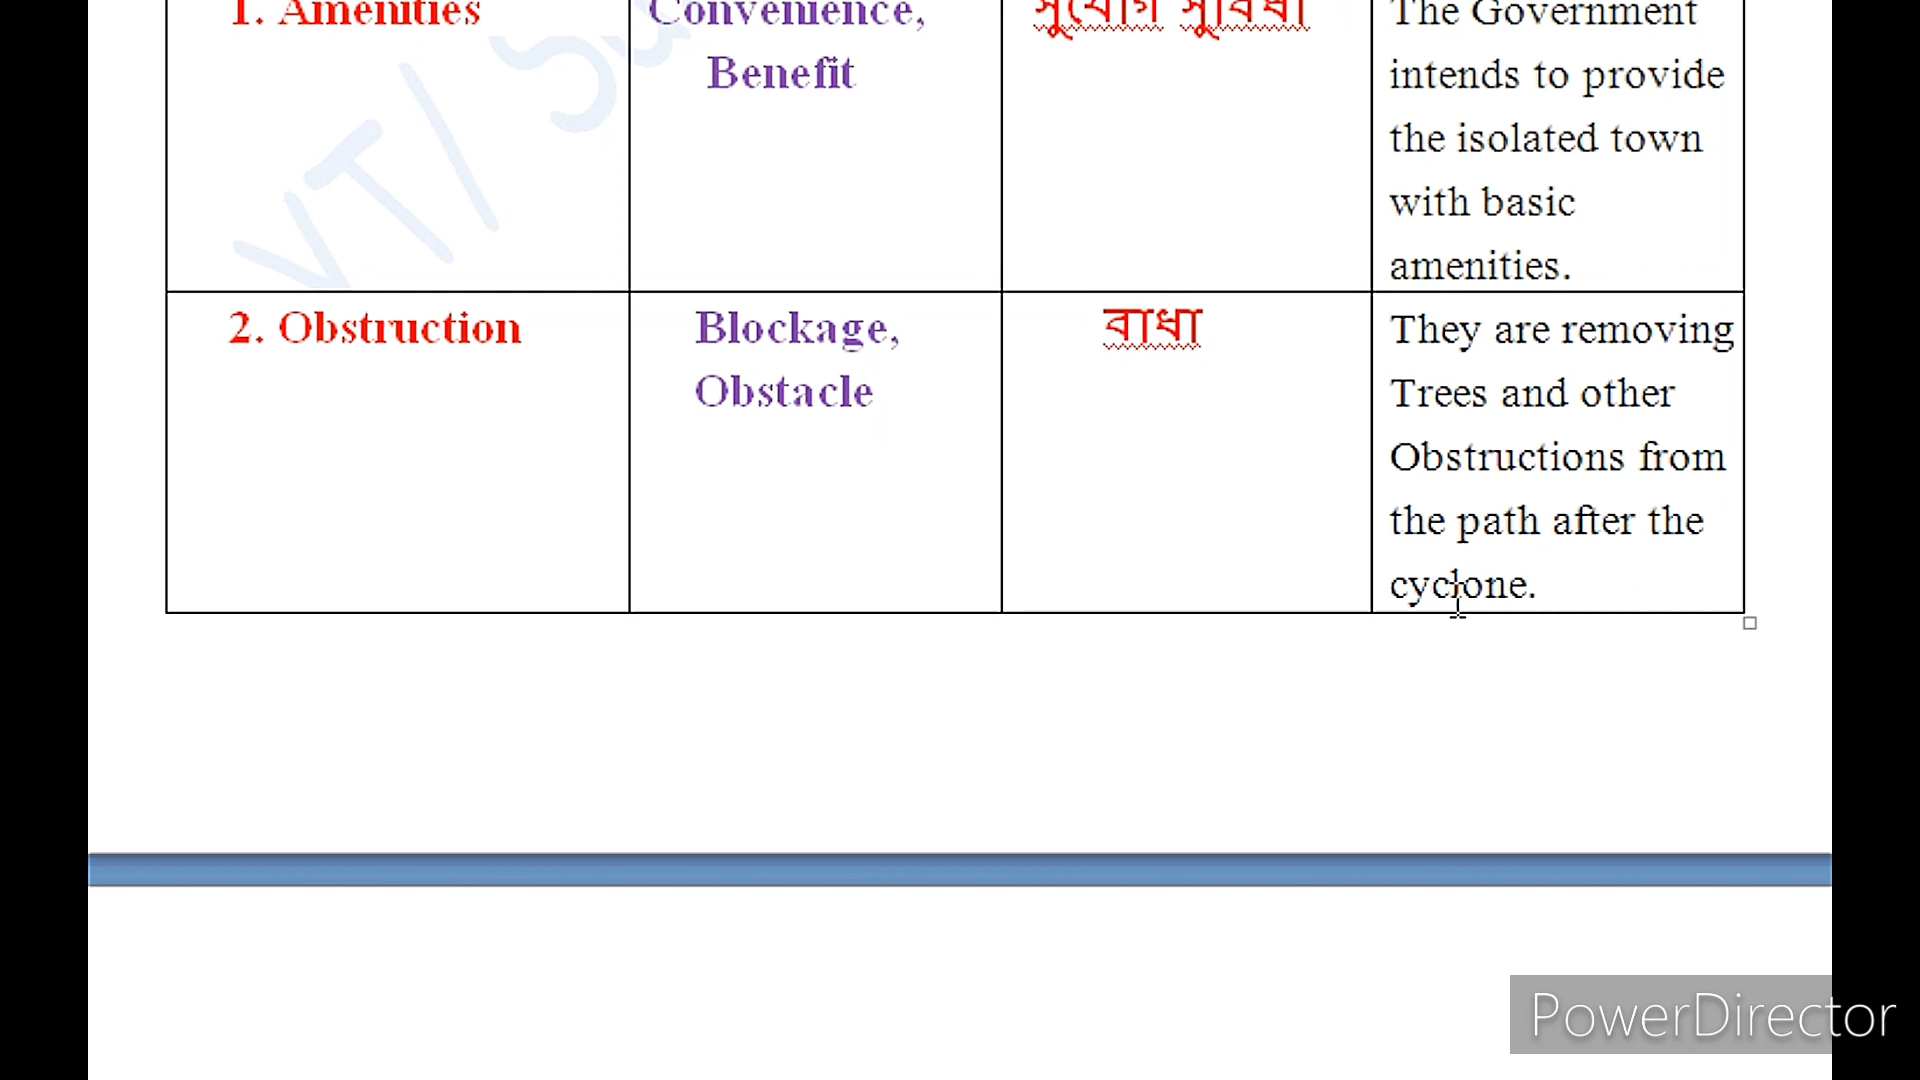 1. Amenities
Convenience,
Benefit
সুযোগ সুবিধা
The Government
intends to provide
the isolated town
with basic
amenities.
2. Obstruction
Blockage,
Obstacle
বাধা
They are removing
Trees and other
Obstructions from
the path after the
cyclone.
PowerDirector